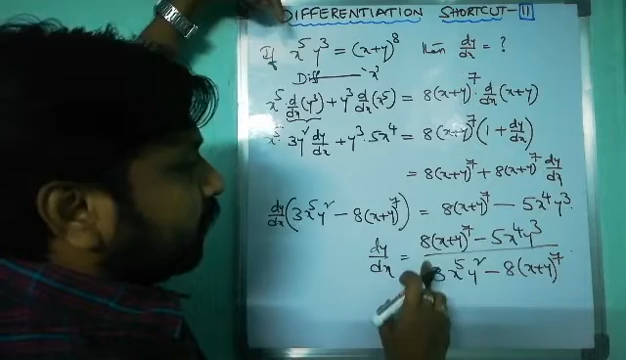 DIFFERENTIATION SHORTCUT-11
If x⁵y³ = (x+y)⁸ then dy/dx = ?
Diff
x⁵ · d/dx(y³) + y³ d/dx(x⁵) = 8(x+y)⁷ · d/dx(x+y)
x⁵ 3y² dy/dx + y³ · 5x⁴ = 8(x+y)⁷(1 + dy/dx)
= 8(x+y)⁷ + 8(x+y)⁷ dy/dx
dy/dx(3x⁵y² - 8(x+y)⁷) = 8(x+y)⁷ - 5x⁴y³
dy/dx = 8(x+y)⁷ - 5x⁴y³ / 3x⁵y² - 8(x+y)⁷